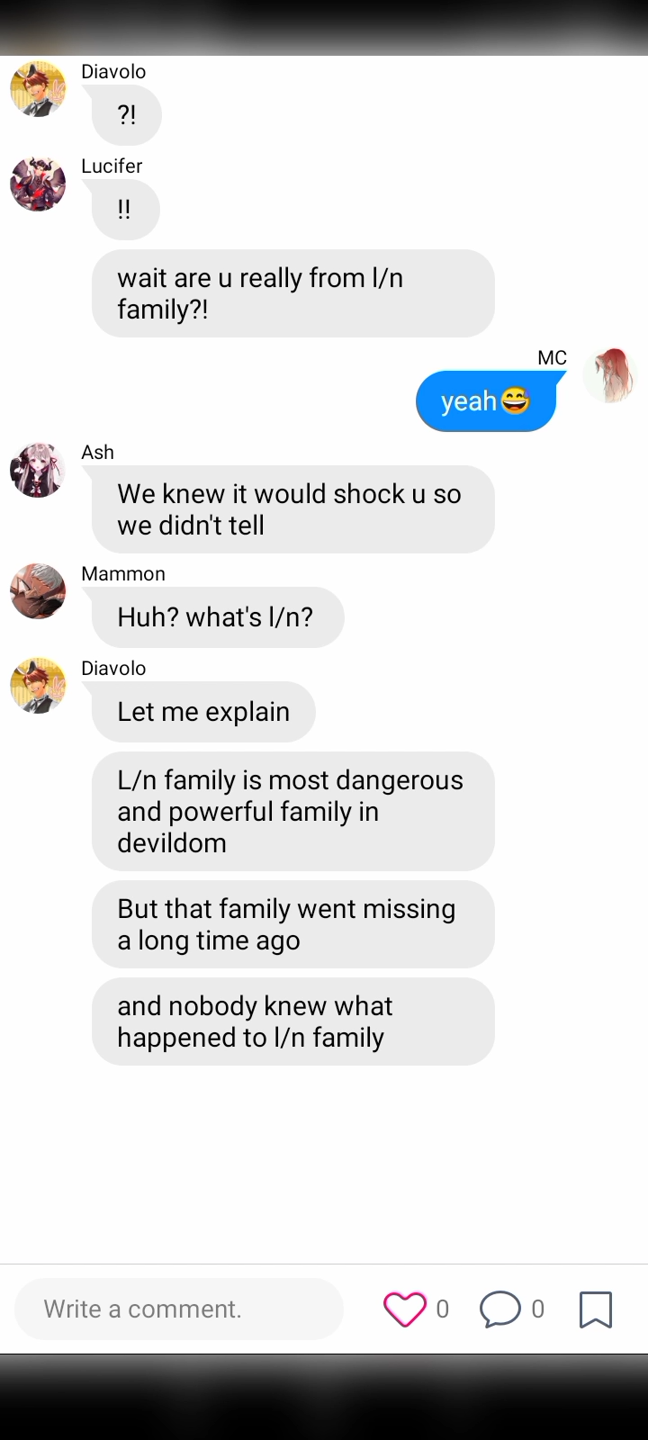 Diavolo
?!
Lucifer
!!
wait are u really from l/n
family?!
MC
yeah😅
Ash
We knew it would shock u so
we didn't tell
Mammon
Huh? what's l/n?
Diavolo
Let me explain
L/n family is most dangerous
and powerful family in
devildom
But that family went missing
a long time ago
and nobody knew what
happened to l/n family
Write a comment.
0
0